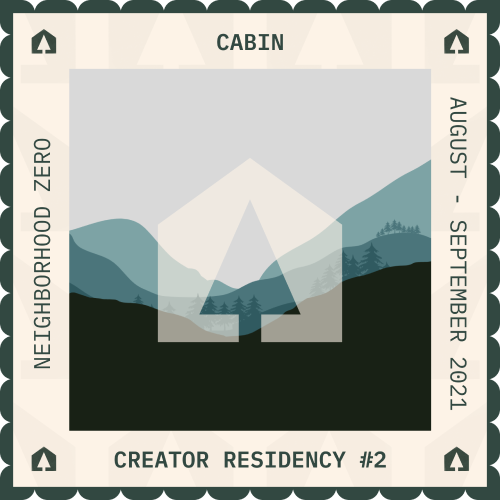 CABIN
NEIGHBORHOOD ZERO
AUGUST - SEPTEMBER 2021
CREATOR RESIDENCY #2